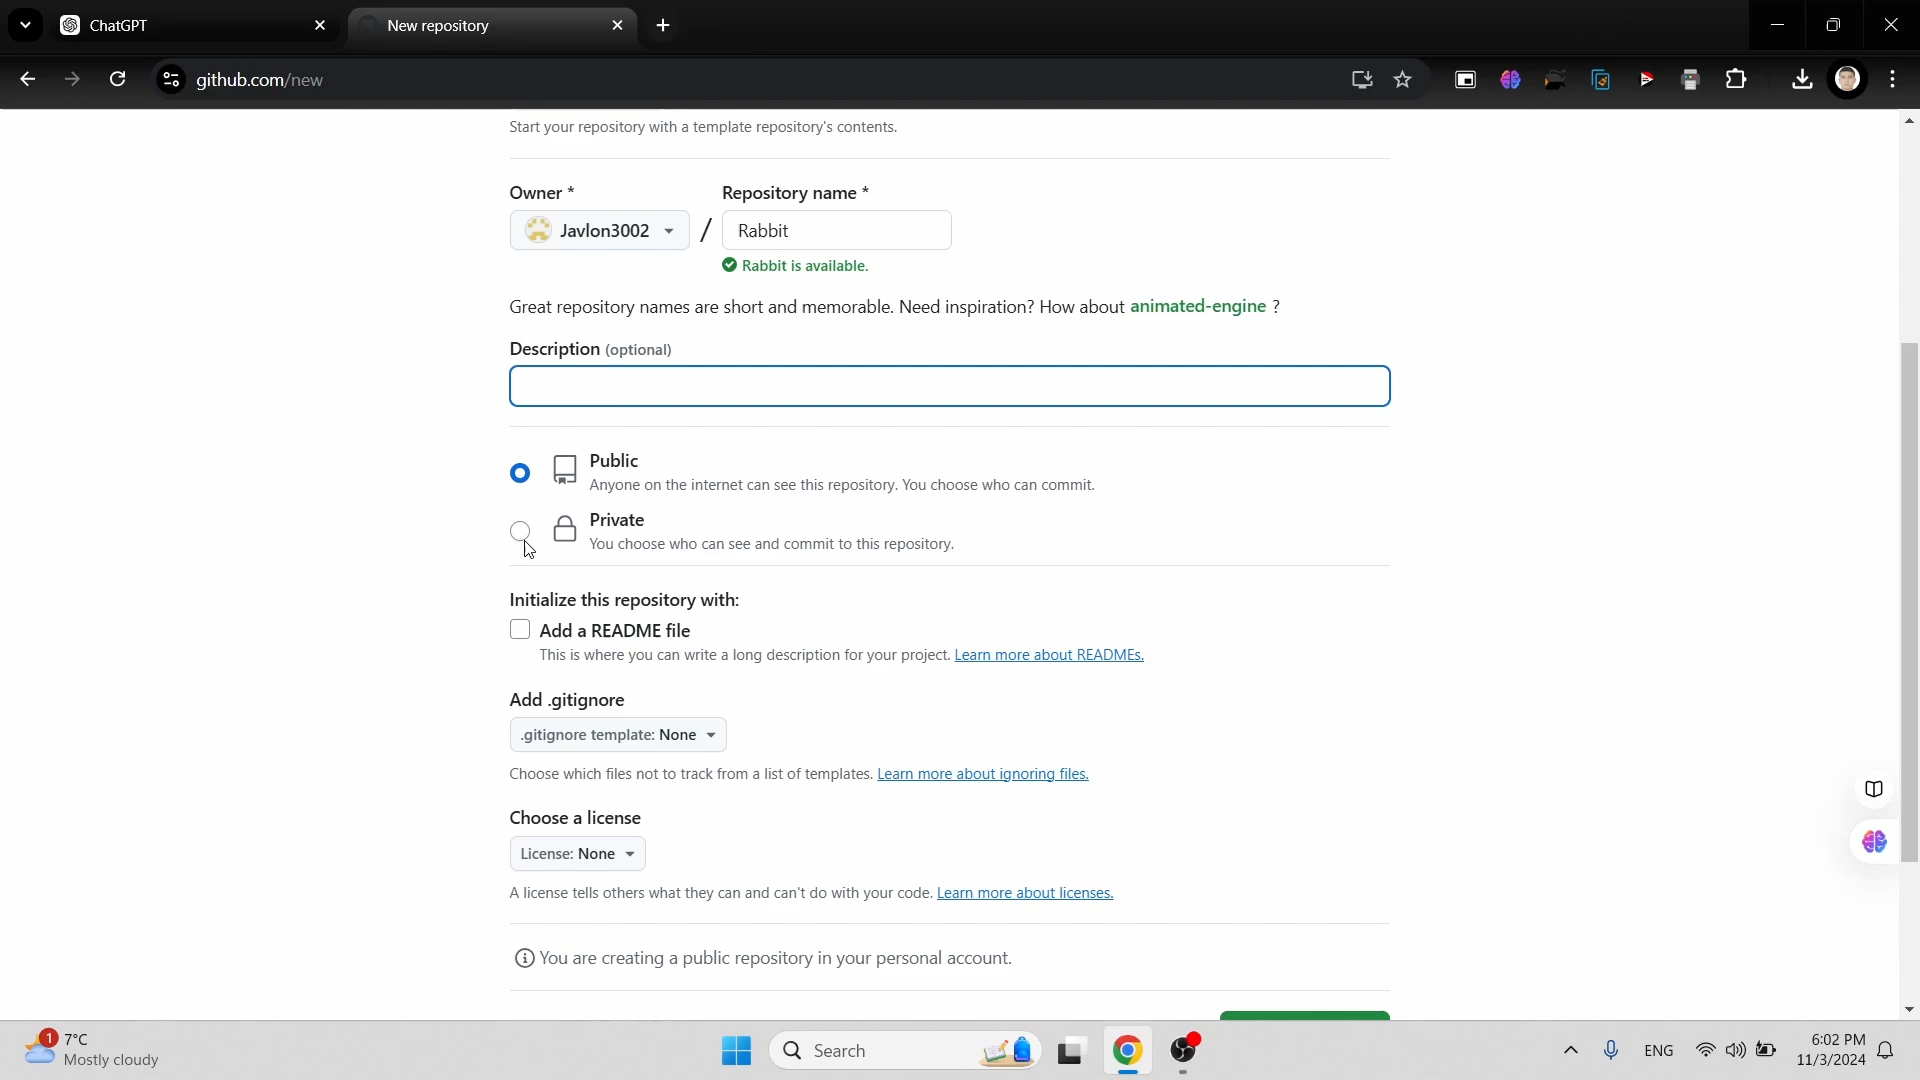 ChatGPT
New repository
github.com/new
Start your repository with a template repository's contents.
Owner *
Repository name *
Javlon3002
/
Rabbit
Rabbit is available.
Great repository names are short and memorable. Need inspiration? How about animated-engine ?
Description (optional)
Public
Anyone on the internet can see this repository. You choose who can commit.
Private
You choose who can see and commit to this repository.
Initialize this repository with:
Add a README file
This is where you can write a long description for your project. Learn more about READMEs.
Add .gitignore
.gitignore template: None
Choose which files not to track from a list of templates. Learn more about ignoring files.
Choose a license
License: None
A license tells others what they can and can't do with your code. Learn more about licenses.
You are creating a public repository in your personal account.
1
7°C
Mostly cloudy
Search
ENG
6:02 PM
11/3/2024